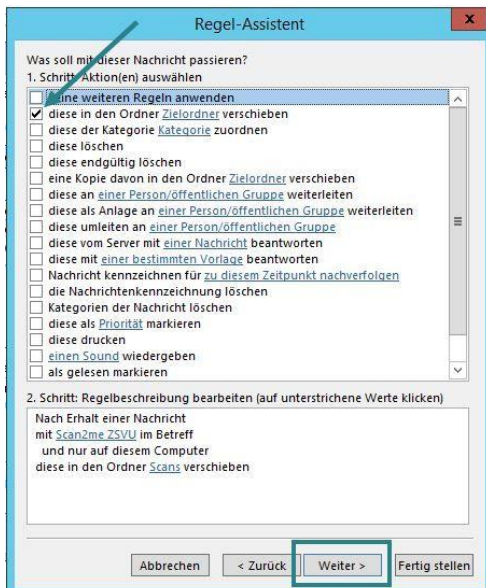 Regel-Assistent
x
Was soll mit dieser Nachricht passieren?
1. Schritt: Aktion(en) auswählen
keine weiteren Regeln anwenden
diese in den Ordner Zielordner verschieben
diese der Kategorie Kategorie zuordnen
diese löschen
diese endgültig löschen
eine Kopie davon in den Ordner Zielordner verschieben
diese an einer Person/öffentlichen Gruppe weiterleiten
diese als Anlage an einer Person/öffentlichen Gruppe weiterleiten
diese umleiten an einer Person/öffentlichen Gruppe
diese vom Server mit einer Nachricht beantworten
diese mit einer bestimmten Vorlage beantworten
Nachricht kennzeichnen für zu diesem Zeitpunkt nachverfolgen
die Nachrichtenkennzeichnung löschen
Kategorien der Nachricht löschen
diese als Priorität markieren
diese drucken
einen Sound wiedergeben
als gelesen markieren
2. Schritt: Regelbeschreibung bearbeiten (auf unterstrichene Werte klicken)
Nach Erhalt einer Nachricht
mit Scan2me ZSVU im Betreff
und nur auf diesem Computer
diese in den Ordner Scans verschieben
Abbrechen < Zurück Weiter > Fertig stellen